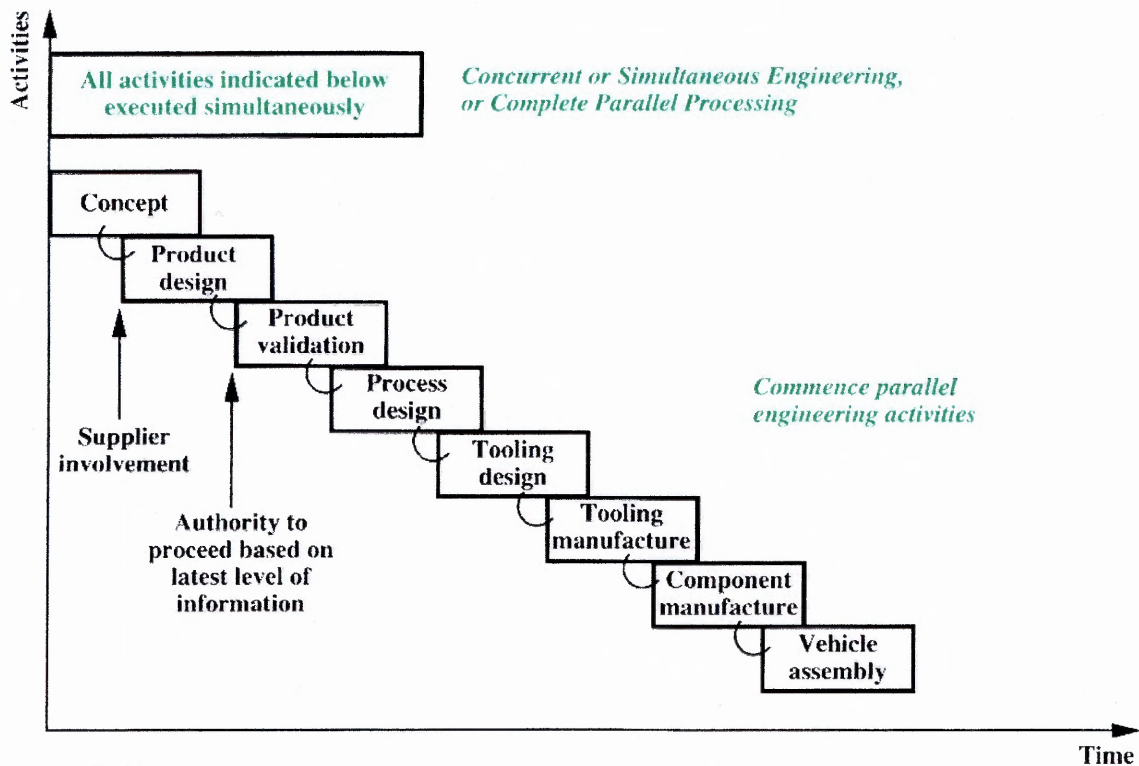 Activities
All activities indicated below
executed simultaneously
Concurrent or Simultaneous Engineering,
or Complete Parallel Processing
Concept
Product
design
Product
validation
Process
design
Commence parallel
engineering activities
Supplier
involvement
Tooling
design
Authority to
proceed based on
latest level of
information
Tooling
manufacture
Component
manufacture
Vehicle
assembly
Time